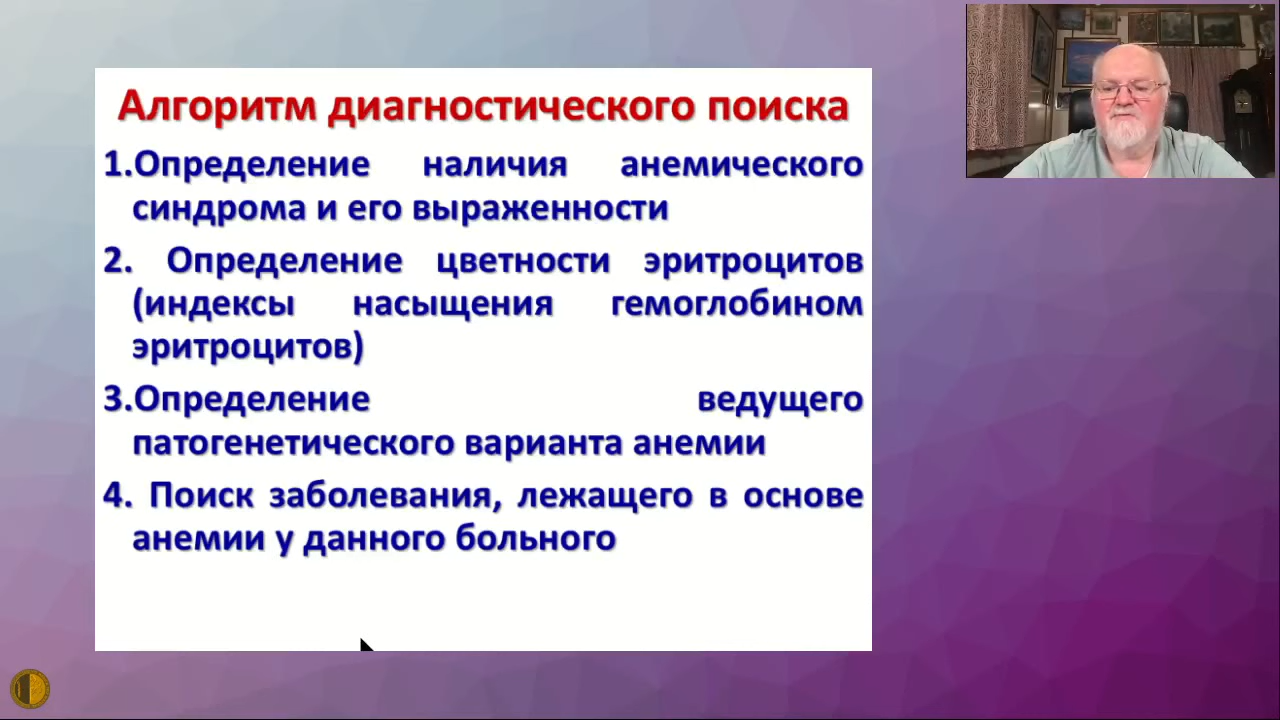 Алгоритм диагностического поиска
1.Определение наличия анемического
синдрома и его выраженности
2. Определение цветности эритроцитов
(индексы насыщения гемоглобином
эритроцитов)
3.Определение ведущего
патогенетического варианта анемии
4. Поиск заболевания, лежащего в основе
анемии у данного больного